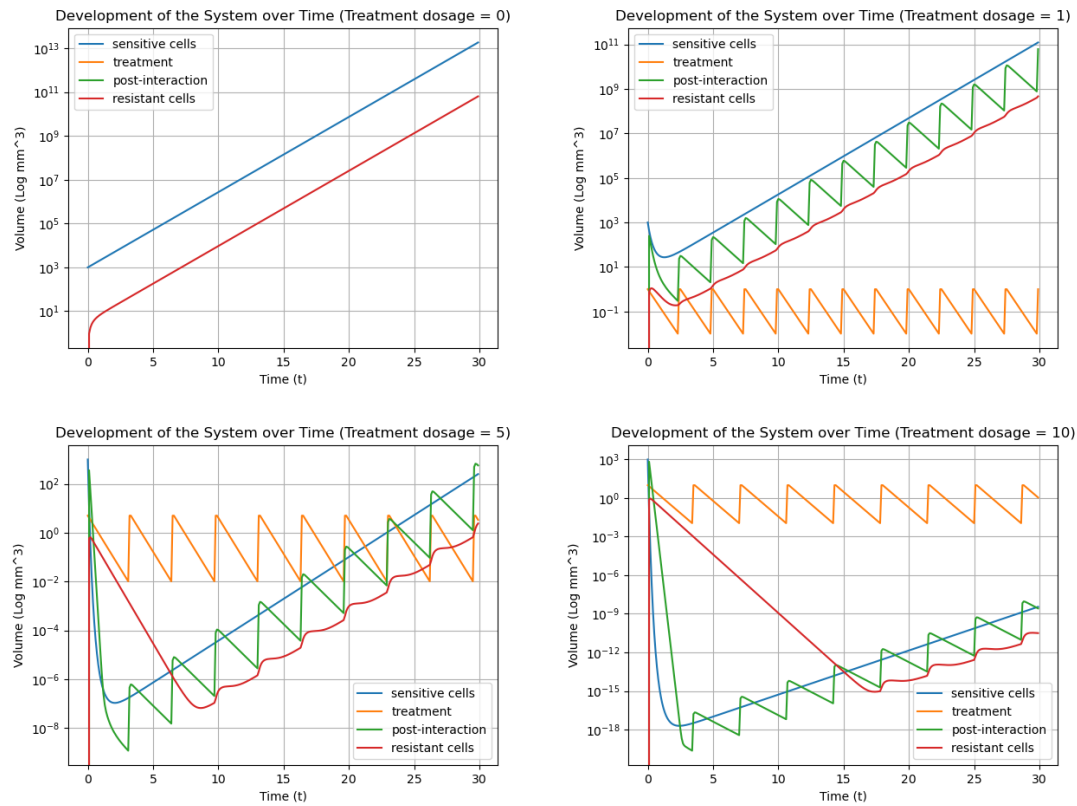 Development of the System over Time (Treatment dosage = 0)
10^13
10^11
10^9
10^7
10^5
10^3
10^1
Volume (Log mm^3)
sensitive cells
treatment
post-interaction
resistant cells
0 5 10 15 20 25 30
Time (t)
Development of the System over Time (Treatment dosage = 1)
10^11
10^9
10^7
10^5
10^3
10^1
10^−1
Volume (Log mm^3)
sensitive cells
treatment
post-interaction
resistant cells
0 5 10 15 20 25 30
Time (t)
Development of the System over Time (Treatment dosage = 5)
10^2
10^0
10^−2
10^−4
10^−6
10^−8
Volume (Log mm^3)
sensitive cells
treatment
post-interaction
resistant cells
0 5 10 15 20 25 30
Time (t)
Development of the System over Time (Treatment dosage = 10)
10^3
10^0
10^−3
10^−6
10^−9
10^−12
10^−15
10^−18
Volume (Log mm^3)
sensitive cells
treatment
post-interaction
resistant cells
0 5 10 15 20 25 30
Time (t)